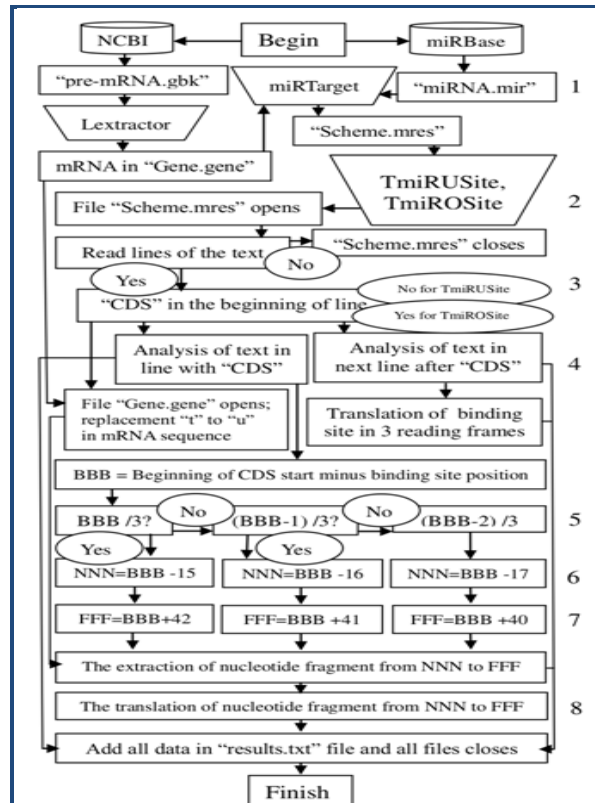 NCBI
Begin
miRBase
“pre-mRNA.gbk”
miRTarget
“miRNA.mir”
1
Lextractor
“Scheme.mres”
mRNA in “Gene.gene”
TmiRUSite,
TmiROSite
2
File “Scheme.mres” opens
Read lines of the text
“Scheme.mres” closes
No
Yes
3
No for TmiRUSite
“CDS” in the beginning of line
Yes for TmiROSite
Analysis of text in
line with “CDS”
Analysis of text in
next line after “CDS”
4
File “Gene.gene” opens;
replacement “t” to “u”
in mRNA sequence
Translation of binding
site in 3 reading frames
BBB = Beginning of CDS start minus binding site position
BBB /3?
No
(BBB-1) /3?
No
(BBB-2) /3
5
Yes
Yes
NNN=BBB -15
NNN=BBB -16
NNN=BBB -17
6
FFF=BBB+42
FFF=BBB +41
FFF=BBB +40
7
The extraction of nucleotide fragment from NNN to FFF
The translation of nucleotide fragment from NNN to FFF
8
Add all data in “results.txt” file and all files closes
Finish